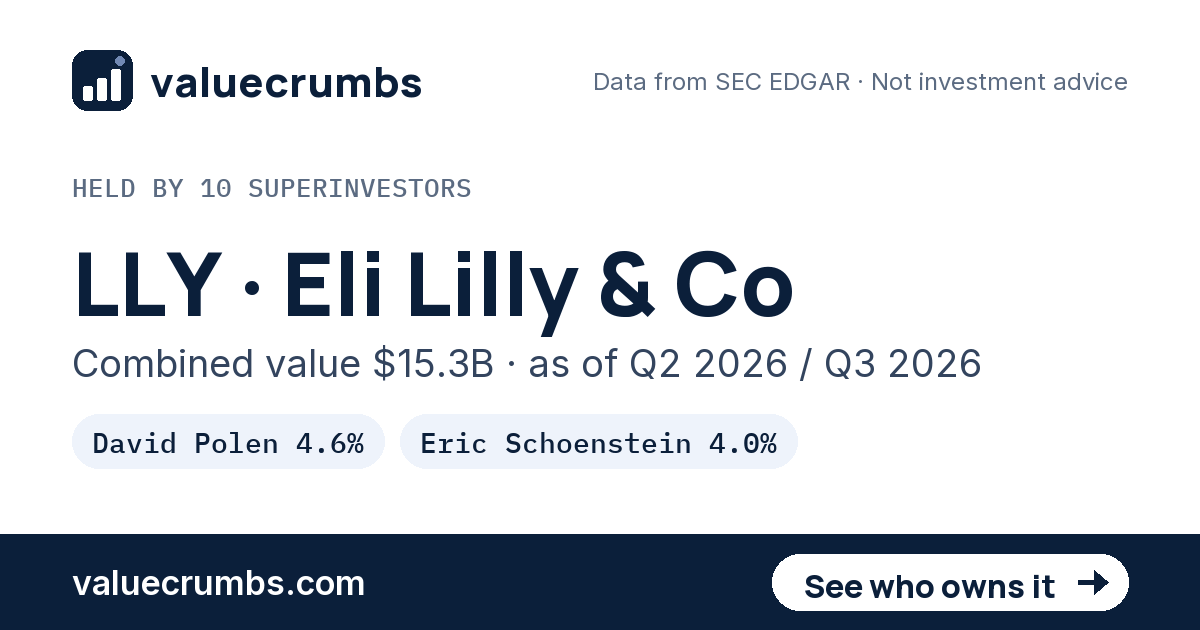 valuecrumbs
Data from SEC EDGAR · Not investment advice
HELD BY 10 SUPERINVESTORS
LLY · Eli Lilly & Co
Combined value $15.3B · as of Q2 2026 / Q3 2026
David Polen 4.6%
Eric Schoenstein 4.0%
valuecrumbs.com
See who owns it →